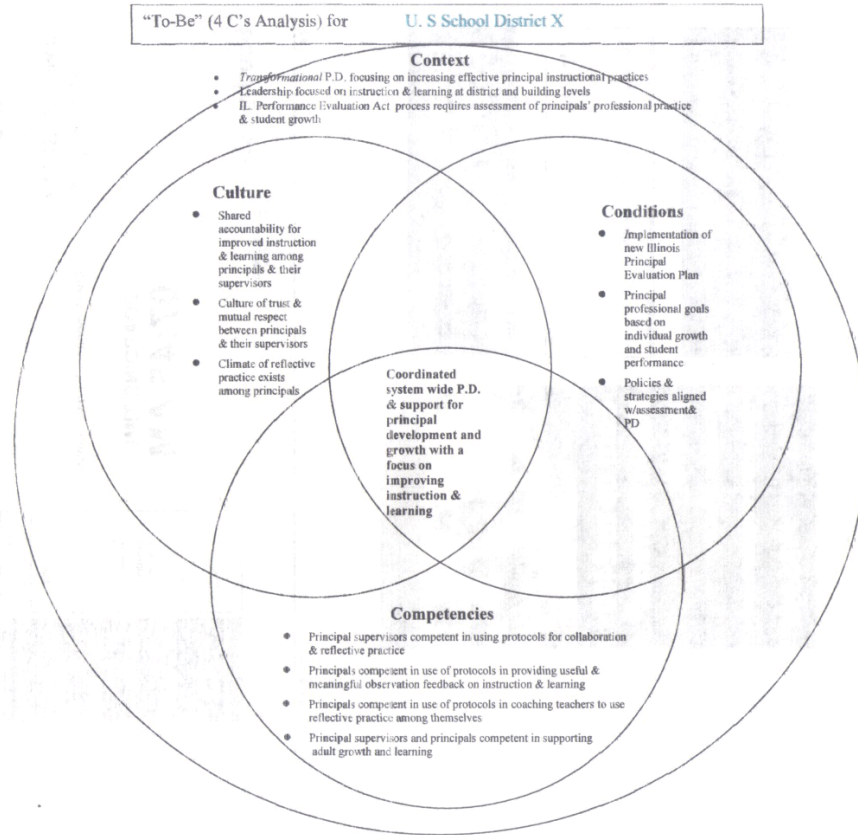 “To-Be” (4 C's Analysis) for U. S School District X
Context
• Transformational P.D. focusing on increasing effective principal instructional practices
• Leadership focused on instruction & learning at district and building levels
• IL. Performance Evaluation Act process requires assessment of principals' professional practice
& student growth
Culture
• Shared
accountability for
improved instruction
& learning among
principals & their
supervisors
• Culture of trust &
mutual respect
between principals
& their supervisors
• Climate of reflective
practice exists
among principals
Conditions
• Implementation of
new Illinois
Principal
Evaluation Plan
• Principal
professional goals
based on
individual growth
and student
performance
• Policies &
strategies aligned
w/assessment&
PD
Coordinated
system wide P.D.
& support for
principal
development and
growth with a
focus on
improving
instruction &
learning
Competencies
• Principal supervisors competent in using protocols for collaboration
& reflective practice
• Principals competent in use of protocols in providing useful &
meaningful observation feedback on instruction & learning
• Principals competent in use of protocols in coaching teachers to use
reflective practice among themselves
• Principal supervisors and principals competent in supporting
adult growth and learning